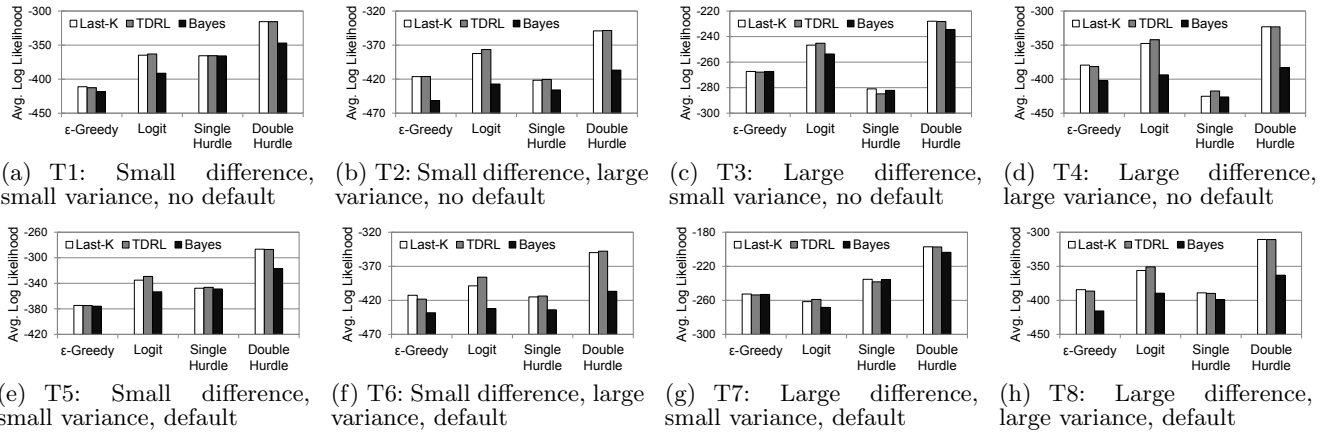 -300
-350
-400
-450
Avg. Log Likelihood
Last-K TDRL Bayes
ε-Greedy Logit Single Hurdle Double Hurdle
(a) T1: Small difference,
small variance, no default
-320
-370
-420
-470
Avg. Log Likelihood
Last-K TDRL Bayes
ε-Greedy Logit Single Hurdle Double Hurdle
(b) T2: Small difference, large
variance, no default
-220
-240
-260
-280
-300
Avg. Log Likelihood
Last-K TDRL Bayes
ε-Greedy Logit Single Hurdle Double Hurdle
(c) T3: Large difference,
small variance, no default
-300
-350
-400
-450
Avg. Log Likelihood
Last-K TDRL Bayes
ε-Greedy Logit Single Hurdle Double Hurdle
(d) T4: Large difference,
large variance, no default
-260
-300
-340
-380
-420
Avg. Log Likelihood
Last-K TDRL Bayes
ε-Greedy Logit Single Hurdle Double Hurdle
(e) T5: Small difference,
small variance, default
-320
-370
-420
-470
Avg. Log Likelihood
Last-K TDRL Bayes
ε-Greedy Logit Single Hurdle Double Hurdle
(f) T6: Small difference, large
variance, default
-180
-220
-260
-300
Avg. Log Likelihood
Last-K TDRL Bayes
ε-Greedy Logit Single Hurdle Double Hurdle
(g) T7: Large difference,
small variance, default
-300
-350
-400
-450
Avg. Log Likelihood
Last-K TDRL Bayes
ε-Greedy Logit Single Hurdle Double Hurdle
(h) T8: Large difference,
large variance, default